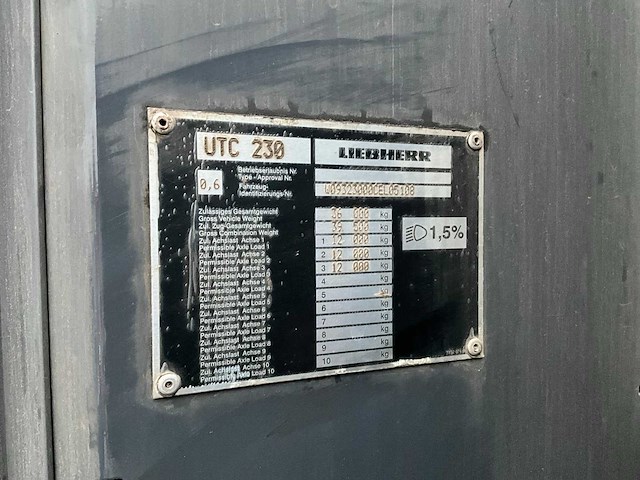 UTC 230 LIEBHERR
Betriebserlaubnis Nr.
Type-Approval Nr.
0,6 Fahrzeug-
Identifizierungs-Nr.
Zulässiges Gesamtgewicht 36 000 kg
Gross Vehicle Weight
Zul. Zug-Gesamtgewicht 39 500 kg
Gross Combination Weight
Zul. Achslast Achse 1 1 12 000 kg
Permissible Axle Load 1
Zul. Achslast Achse 2 2 12 000 kg
Permissible Axle Load 2
Zul. Achslast Achse 3 3 12 000 kg
Permissible Axle Load 3
Zul. Achslast Achse 4 4 kg
Permissible Axle Load 4
Zul. Achslast Achse 5 5 kg
Permissible Axle Load 5
Zul. Achslast Achse 6 6 kg
Permissible Axle Load 6
Zul. Achslast Achse 7 7 kg
Permissible Axle Load 7
Zul. Achslast Achse 8 8 kg
Permissible Axle Load 8
Zul. Achslast Achse 9 9 kg
Permissible Axle Load 9
Zul. Achslast Achse 10 10 kg
Permissible Axle Load 10
1,5%